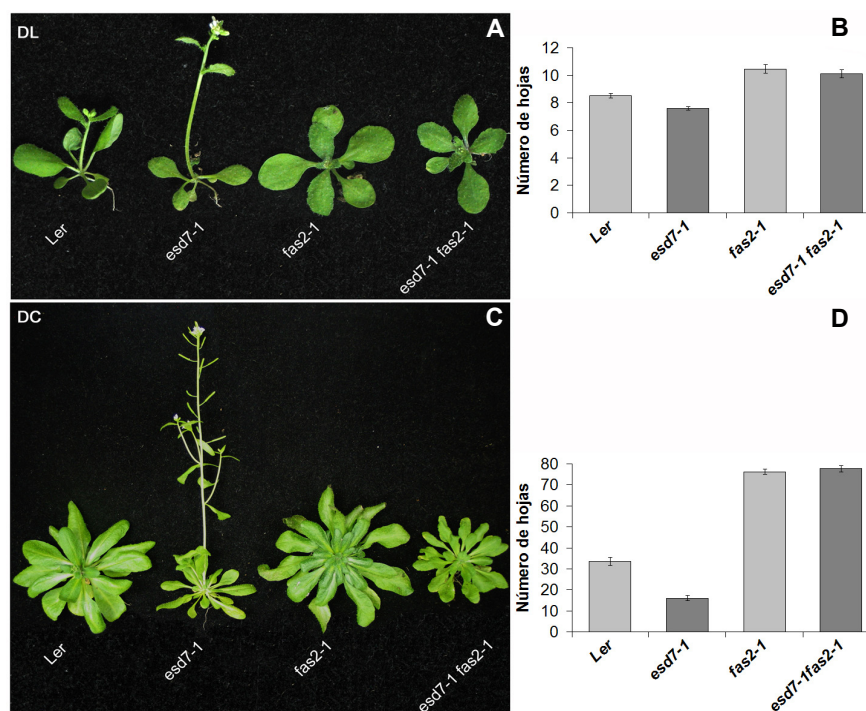 DL
A
Ler
esd7-1
fas2-1
esd7-1 fas2-1
B
Número de hojas
12
10
8
6
4
2
0
Ler
esd7-1
fas2-1
esd7-1 fas2-1
DC
C
Ler
esd7-1
fas2-1
esd7-1 fas2-1
D
Número de hojas
80
70
60
50
40
30
20
10
0
Ler
esd7-1
fas2-1
esd7-1fas2-1